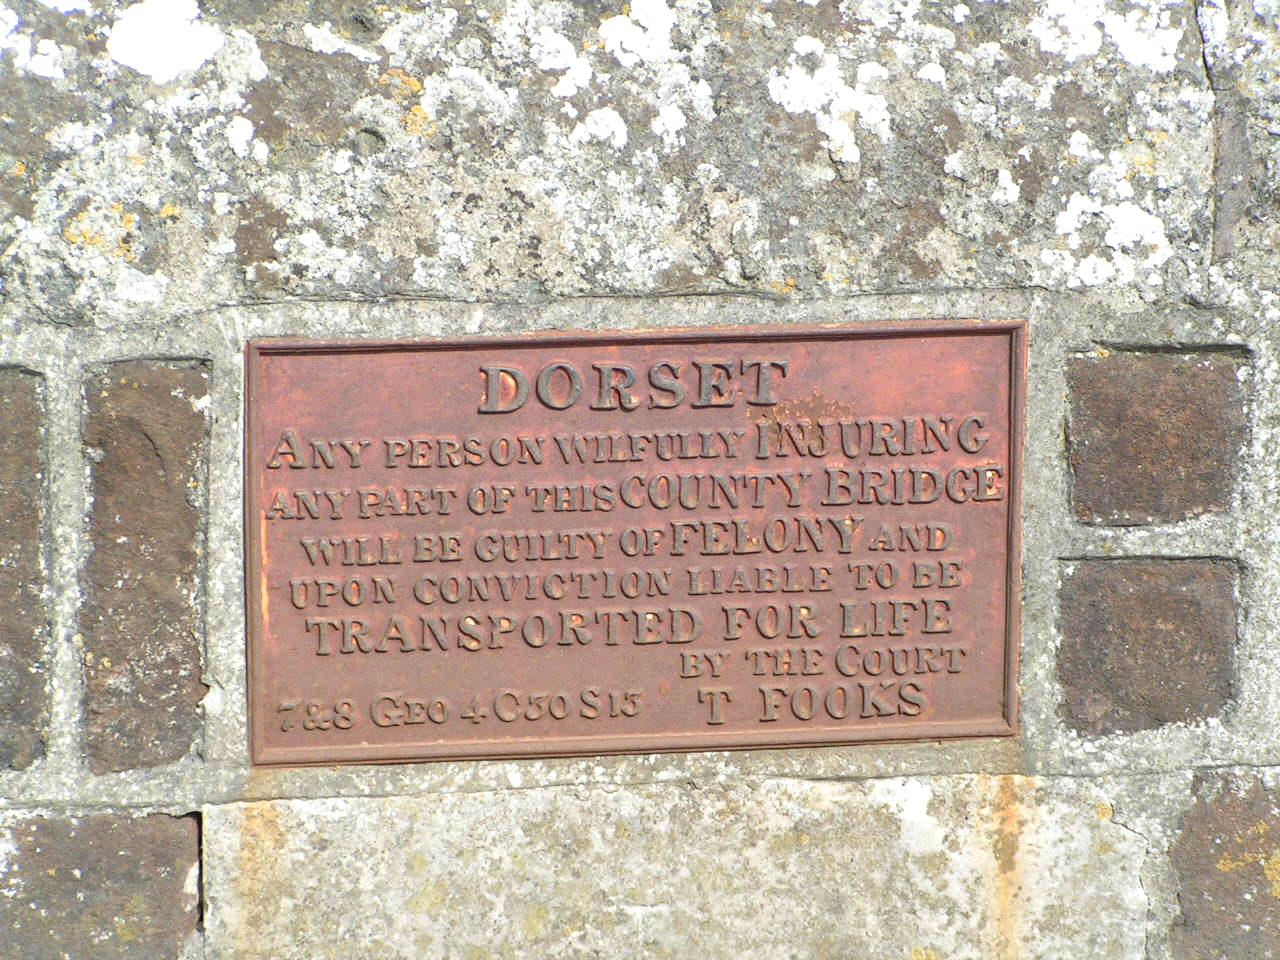 DORSET
ANY PERSON WILFULLY INJURING
ANY PART OF THIS COUNTY BRIDGE
WILL BE GUILTY OF FELONY AND
UPON CONVICTION LIABLE TO BE
TRANSPORTED FOR LIFE
BY THE COURT
7&8 GEO 4 C30 S13 T FOOKS